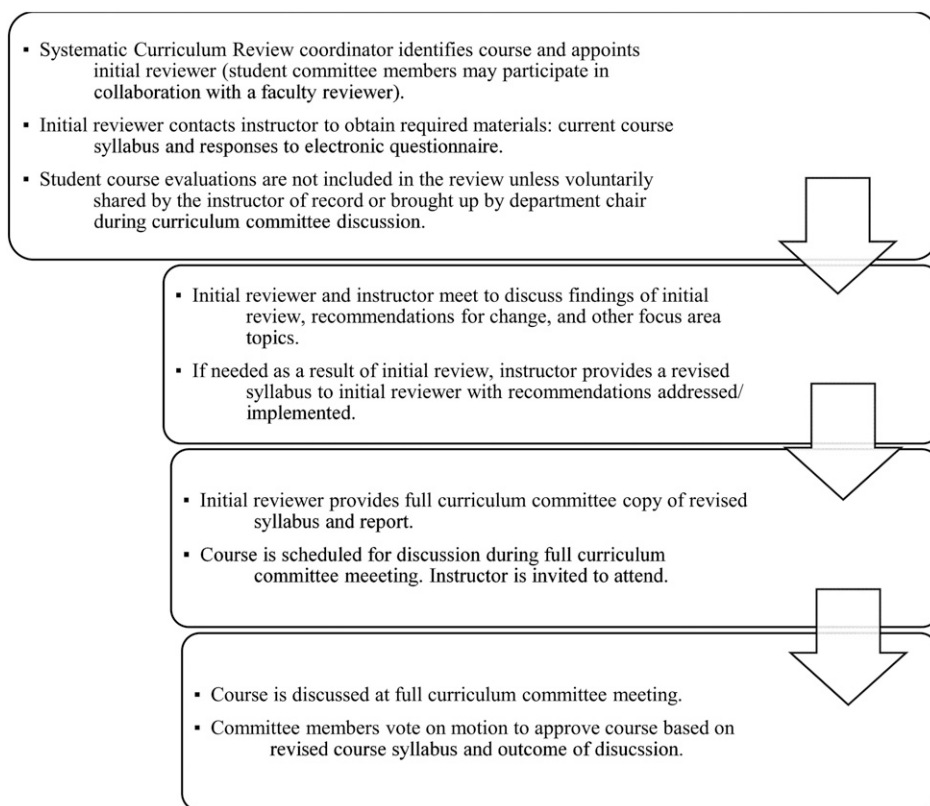 ▪ Systematic Curriculum Review coordinator identifies course and appoints
initial reviewer (student committee members may participate in
collaboration with a faculty reviewer).
▪ Initial reviewer contacts instructor to obtain required materials: current course
syllabus and responses to electronic questionnaire.
▪ Student course evaluations are not included in the review unless voluntarily
shared by the instructor of record or brought up by department chair
during curriculum committee discussion.
▪ Initial reviewer and instructor meet to discuss findings of initial
review, recommendations for change, and other focus area
topics.
▪ If needed as a result of initial review, instructor provides a revised
syllabus to initial reviewer with recommendations addressed/
implemented.
▪ Initial reviewer provides full curriculum committee copy of revised
syllabus and report.
▪ Course is scheduled for discussion during full curriculum
committee meeeting. Instructor is invited to attend.
▪ Course is discussed at full curriculum committee meeting.
▪ Committee members vote on motion to approve course based on
revised course syllabus and outcome of disucssion.